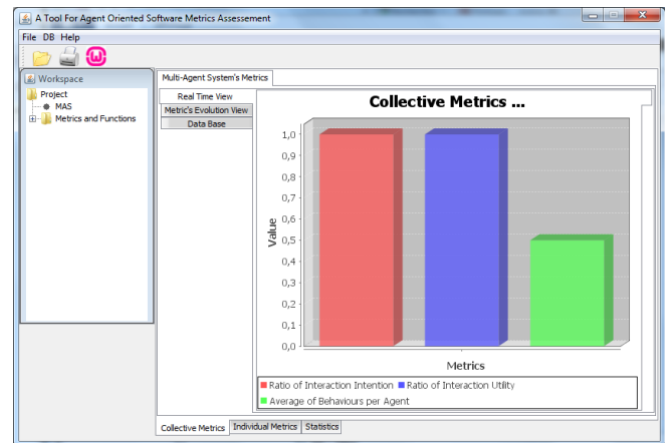 A Tool For Agent Oriented Software Metrics Assessement
File DB Help
Workspace
Project
MAS
Metrics and Functions
Multi-Agent System's Metrics
Real Time View
Metric's Evolution View
Data Base
Collective Metrics ...
1,0
0,9
0,8
0,7
0,6
0,5
0,4
0,3
0,2
0,1
0,0
Value
Metrics
Ratio of Interaction Intention Ratio of Interaction Utility
Average of Behaviours per Agent
Collective Metrics Individual Metrics Statistics